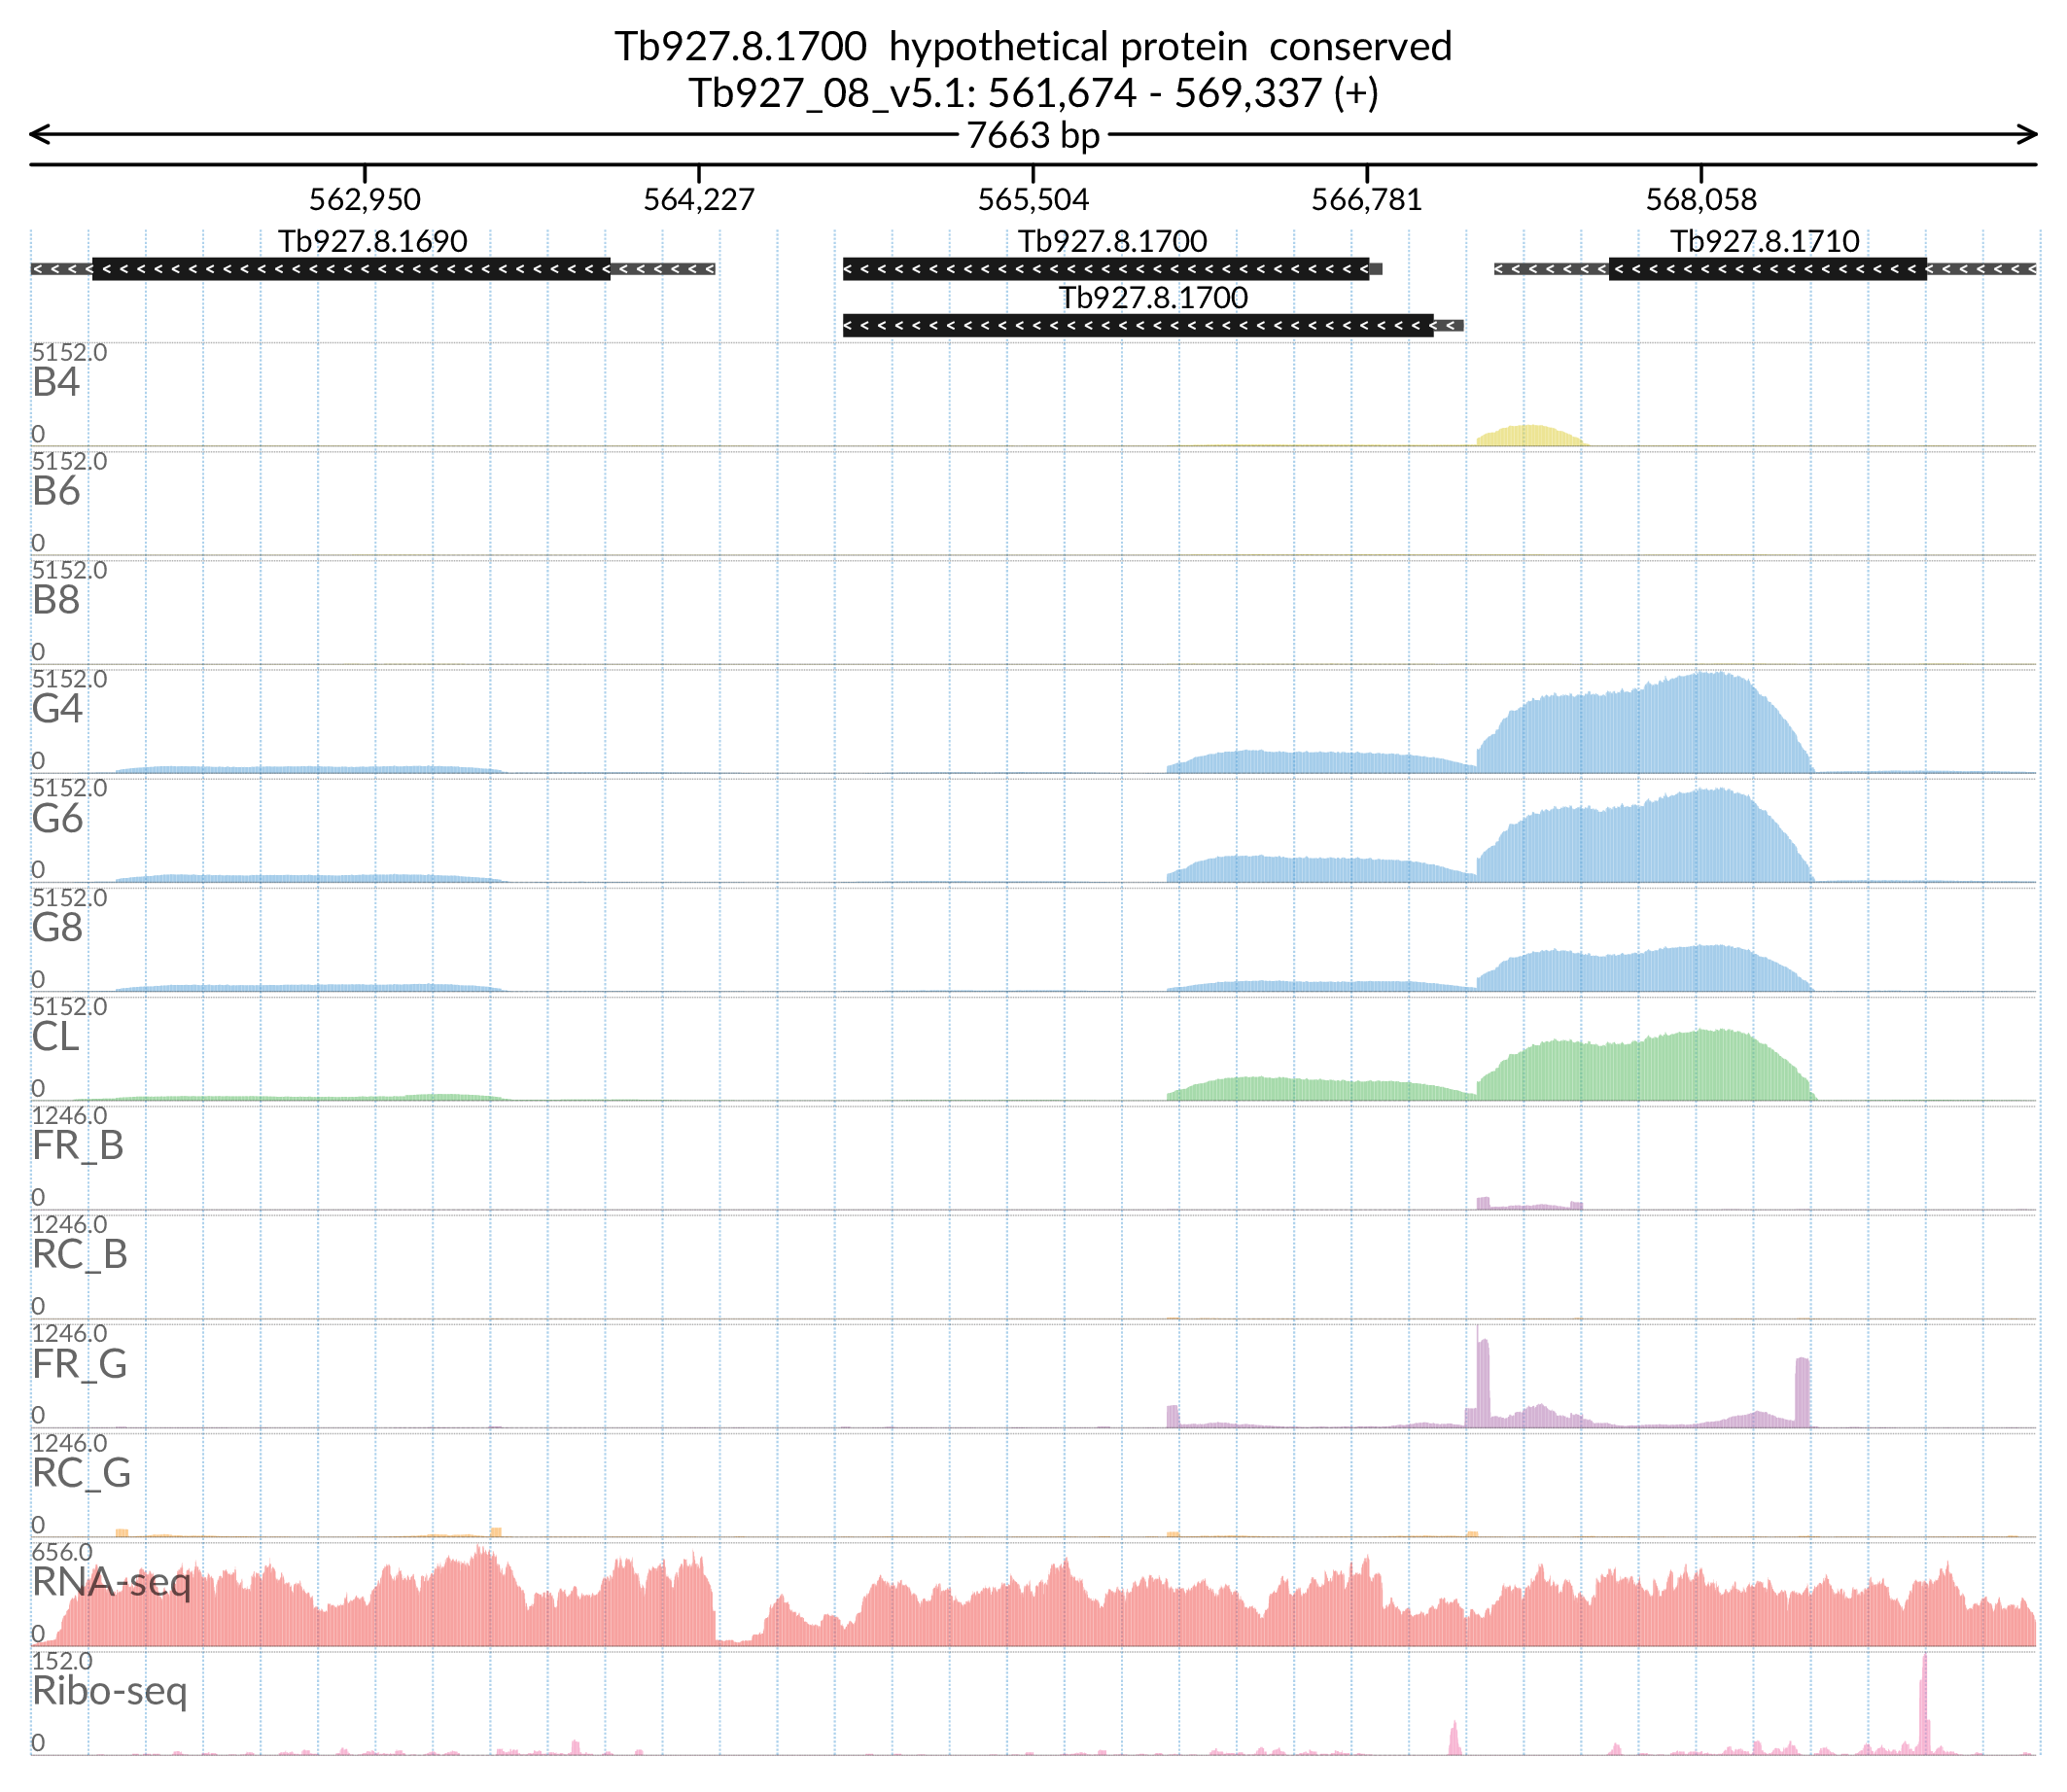 Tb927.8.1700  hypothetical protein  conserved
Tb927_08_v5.1: 561,674 - 569,337 (+)
7663 bp
562,950 564,227 565,504 566,781 568,058
Tb927.8.1690 Tb927.8.1700 Tb927.8.1710
Tb927.8.1700
5152.0
B4
0
5152.0
B6
0
5152.0
B8
0
5152.0
G4
0
5152.0
G6
0
5152.0
G8
0
5152.0
CL
0
1246.0
FR_B
0
1246.0
RC_B
0
1246.0
FR_G
0
1246.0
RC_G
0
656.0
RNA-seq
0
152.0
Ribo-seq
0